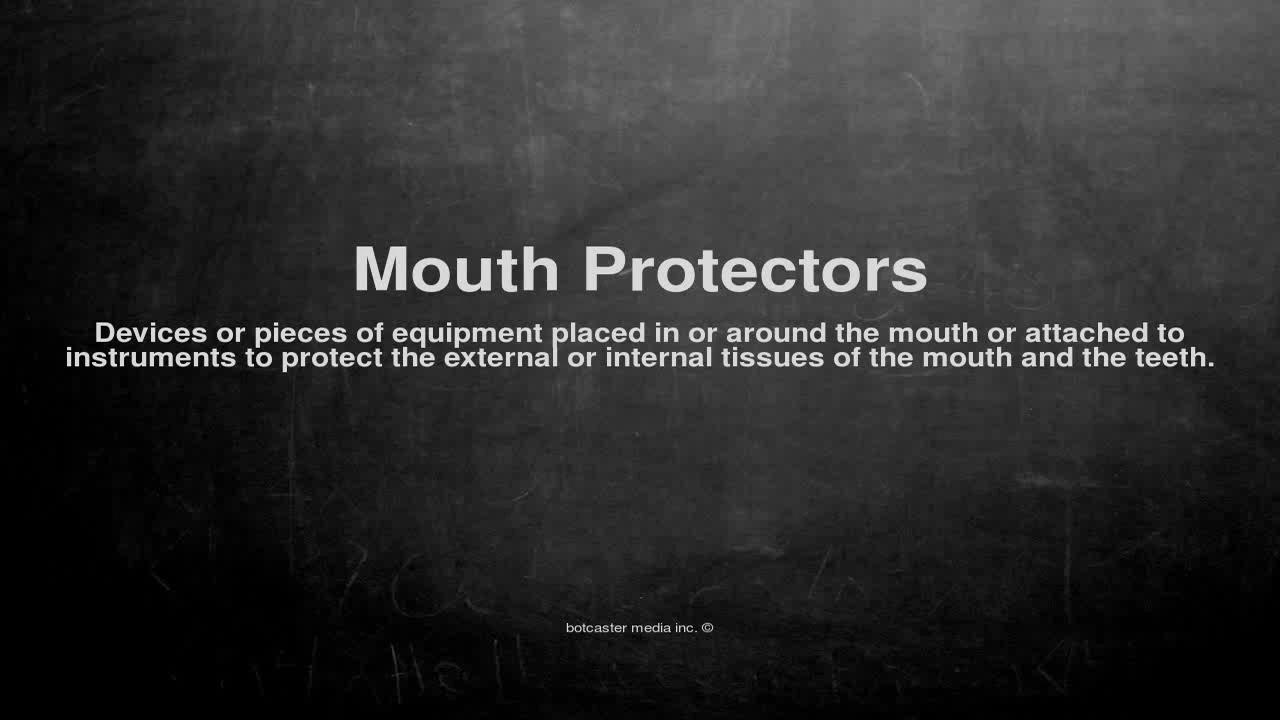 Mouth Protectors
Devices or pieces of equipment placed in or around the mouth or attached to
instruments to protect the external or internal tissues of the mouth and the teeth.
botcaster media inc. ©